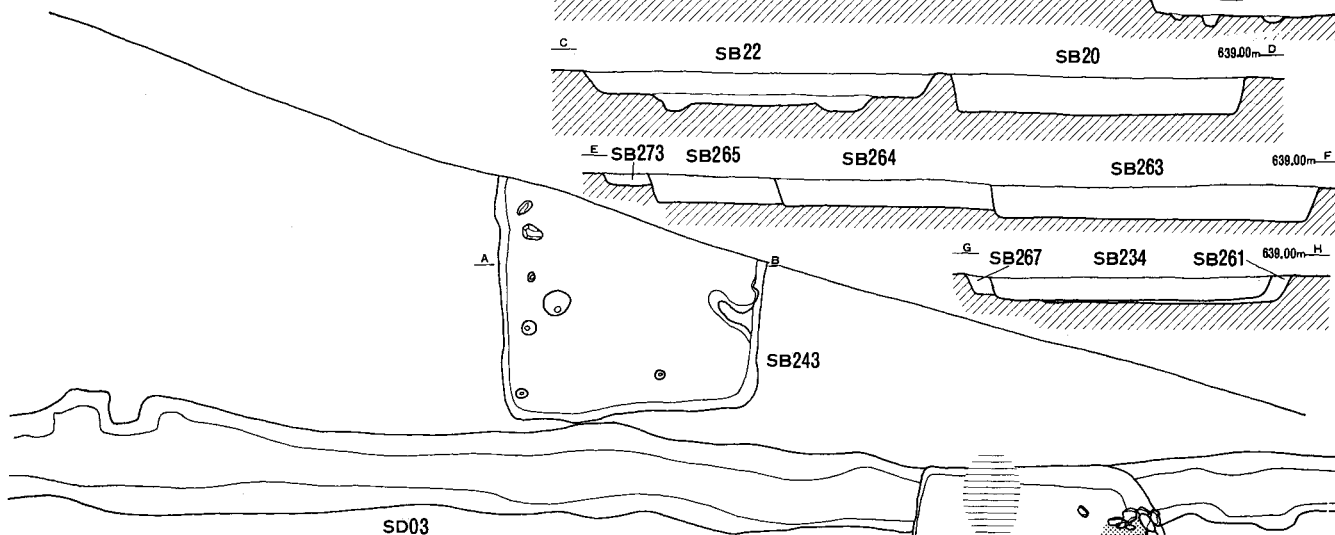 C SB22 SB20 639.00m D
E SB273 SB265 SB264 SB263 639.00m F
G SB267 SB234 SB261 639.00m H
A B
SB243
SD03